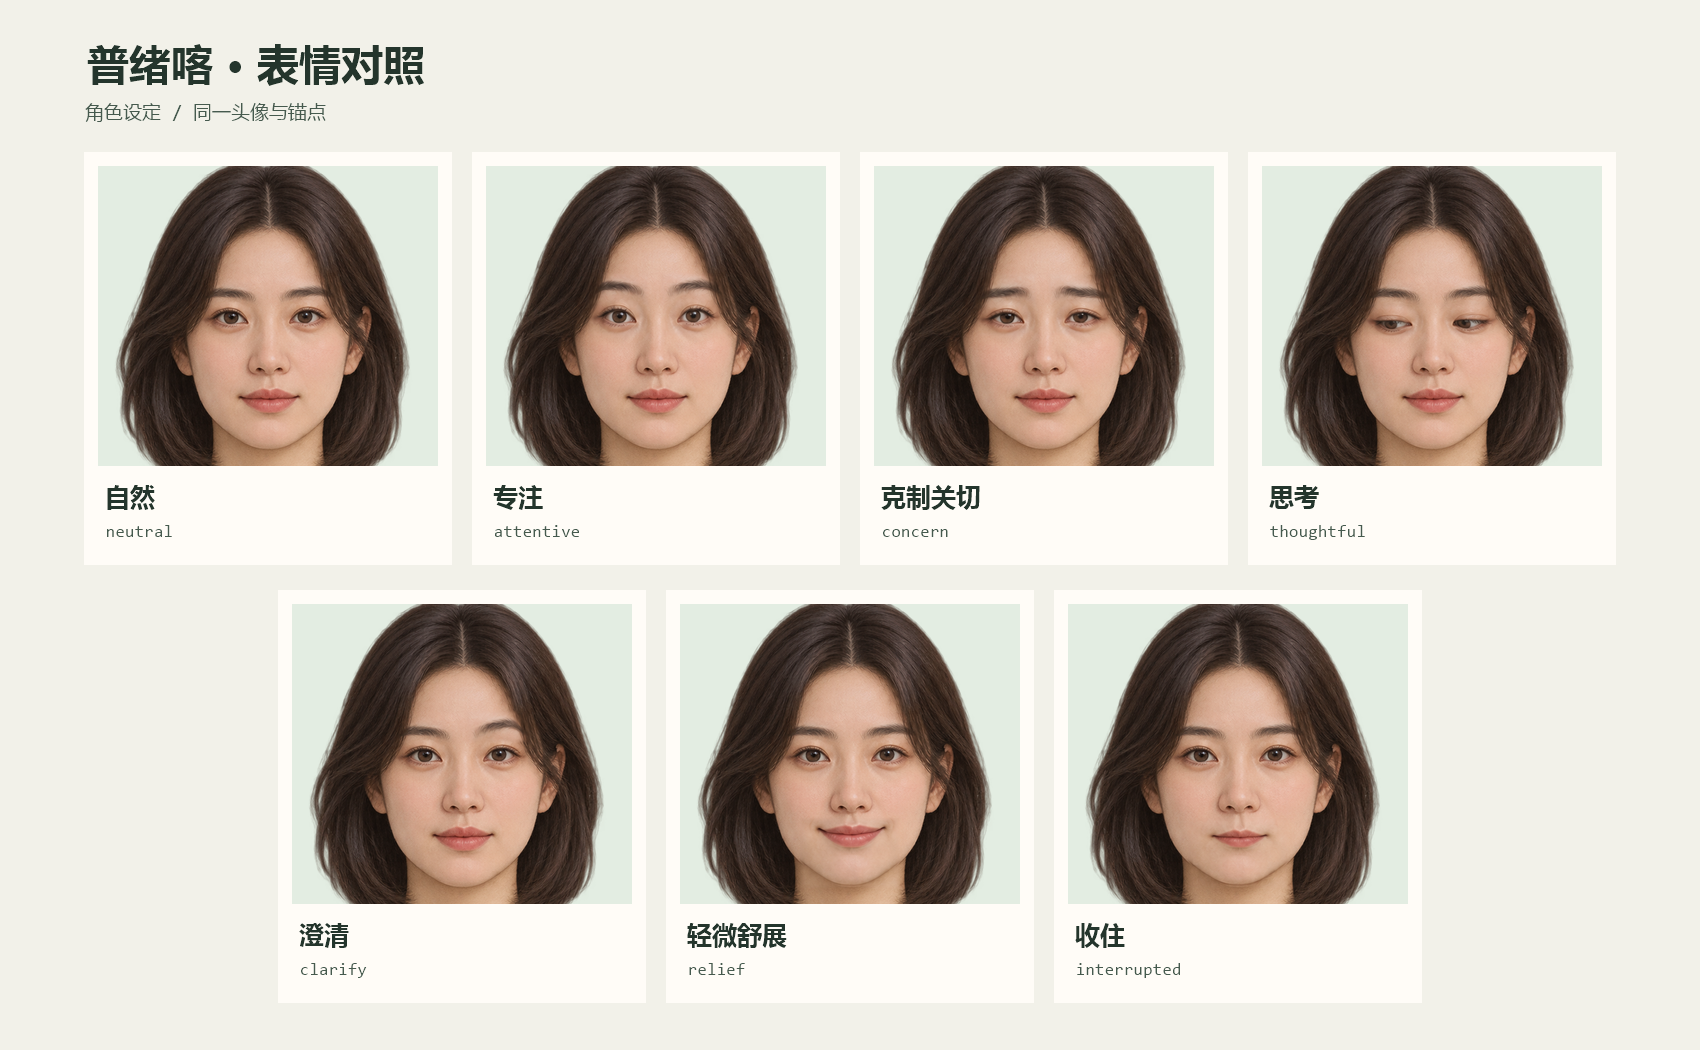 普绪喀·表情对照
角色设定 / 同一头像与锚点
自然
neutral
专注
attentive
克制关切
concern
思考
thoughtful
澄清
clarify
轻微舒展
relief
收住
interrupted